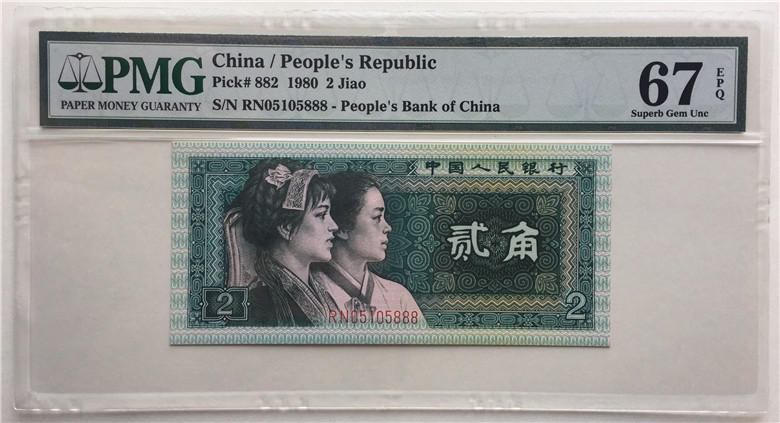 PMG
PAPER MONEY GUARANTY
China / People's Republic
Pick# 882 1980 2 Jiao
S/N RN05105888 - People's Bank of China
67
EPQ
Superb Gem Unc
中国人民银行
贰角
2
RN05105888
2